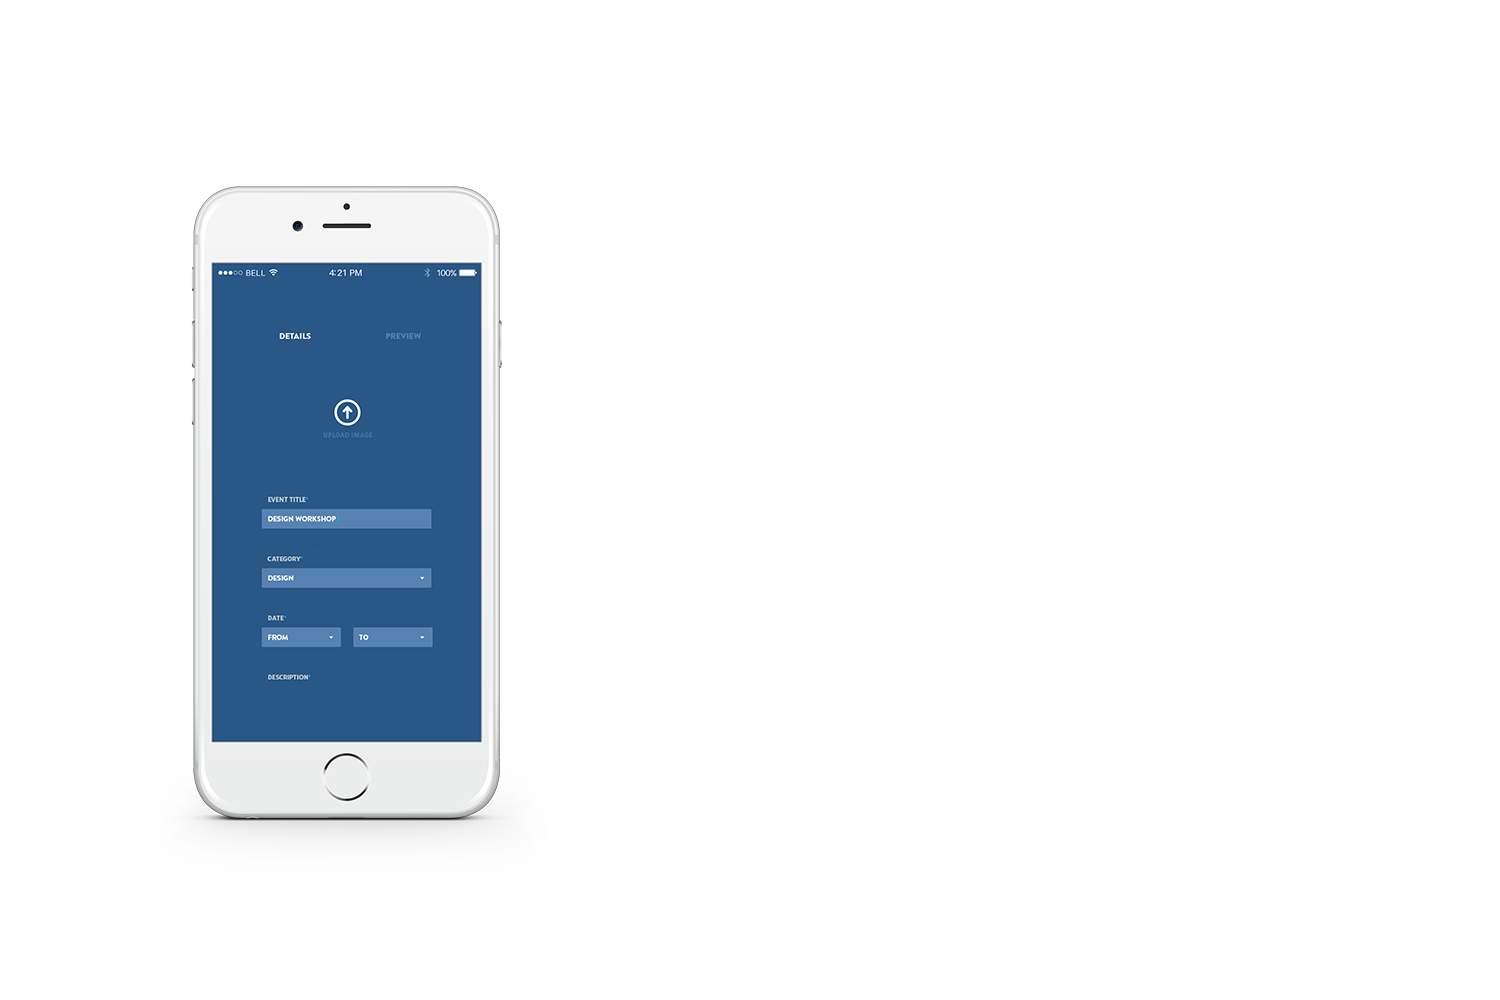 BELL 4:21 PM 100%
DETAILS PREVIEW
UPLOAD IMAGE
EVENT TITLE*
DESIGN WORKSHOP
CATEGORY*
DESIGN
DATE*
FROM TO
DESCRIPTION*